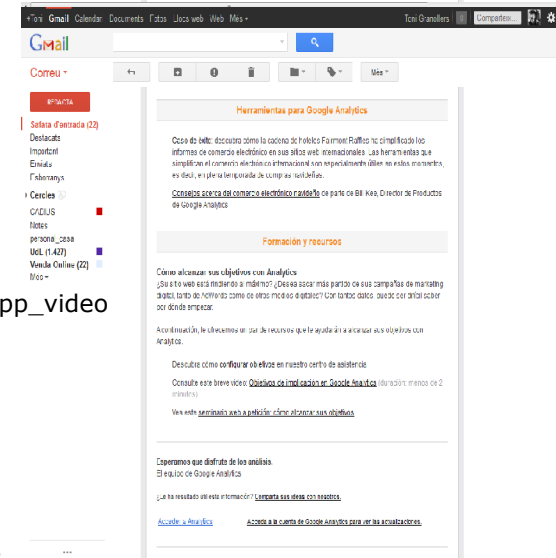 +Toni Gmail Calendar Documents Fotos Llocs web Web Més
Toni Granollers Comparteix...
Gmail
Correu
Més
REDACTA
Safata d'entrada (22)
Destacats
Important
Enviats
Esborranys
Cercles
CADIUS
Notes
personal_casa
UdL (1.427)
Venda Online (22)
Més
pp_video
Herramientas para Google Analytics
Caso de éxito: descubra cómo la cadena de hoteles Fairmont Raffles ha simplificado los
informes de comercio electrónico en sus sitios web internacionales. Las herramientas que
simplifican el comercio electrónico internacional son especialmente útiles en estos momentos,
es decir, en plena temporada de compras navideñas.
Consejos acerca del comercio electrónico navideño de parte de Bill Kee, Director de Productos
de Google Analytics
Formación y recursos
Cómo alcanzar sus objetivos con Analytics
¿Su sitio web está rindiendo al máximo? ¿Desea sacar más partido de sus campañas de marketing
digital, tanto de AdWords como de otros medios digitales? Con tantos datos, puede ser difícil saber
por dónde empezar.
A continuación, le ofrecemos un par de recursos que le ayudarán a alcanzar sus objetivos con
Analytics.
Descubra cómo configurar objetivos en nuestro centro de asistencia
Consulte este breve vídeo: Objetivos de implicación en Google Analytics (duración: menos de 2
minutos)
Vea este seminario web a petición: cómo alcanzar sus objetivos
Esperamos que disfrute de los análisis.
El equipo de Google Analytics
¿Le ha resultado útil esta información? Comparta sus ideas con nosotros.
Acceder a Analytics Acceda a la cuenta de Google Analytics para ver las actualizaciones.